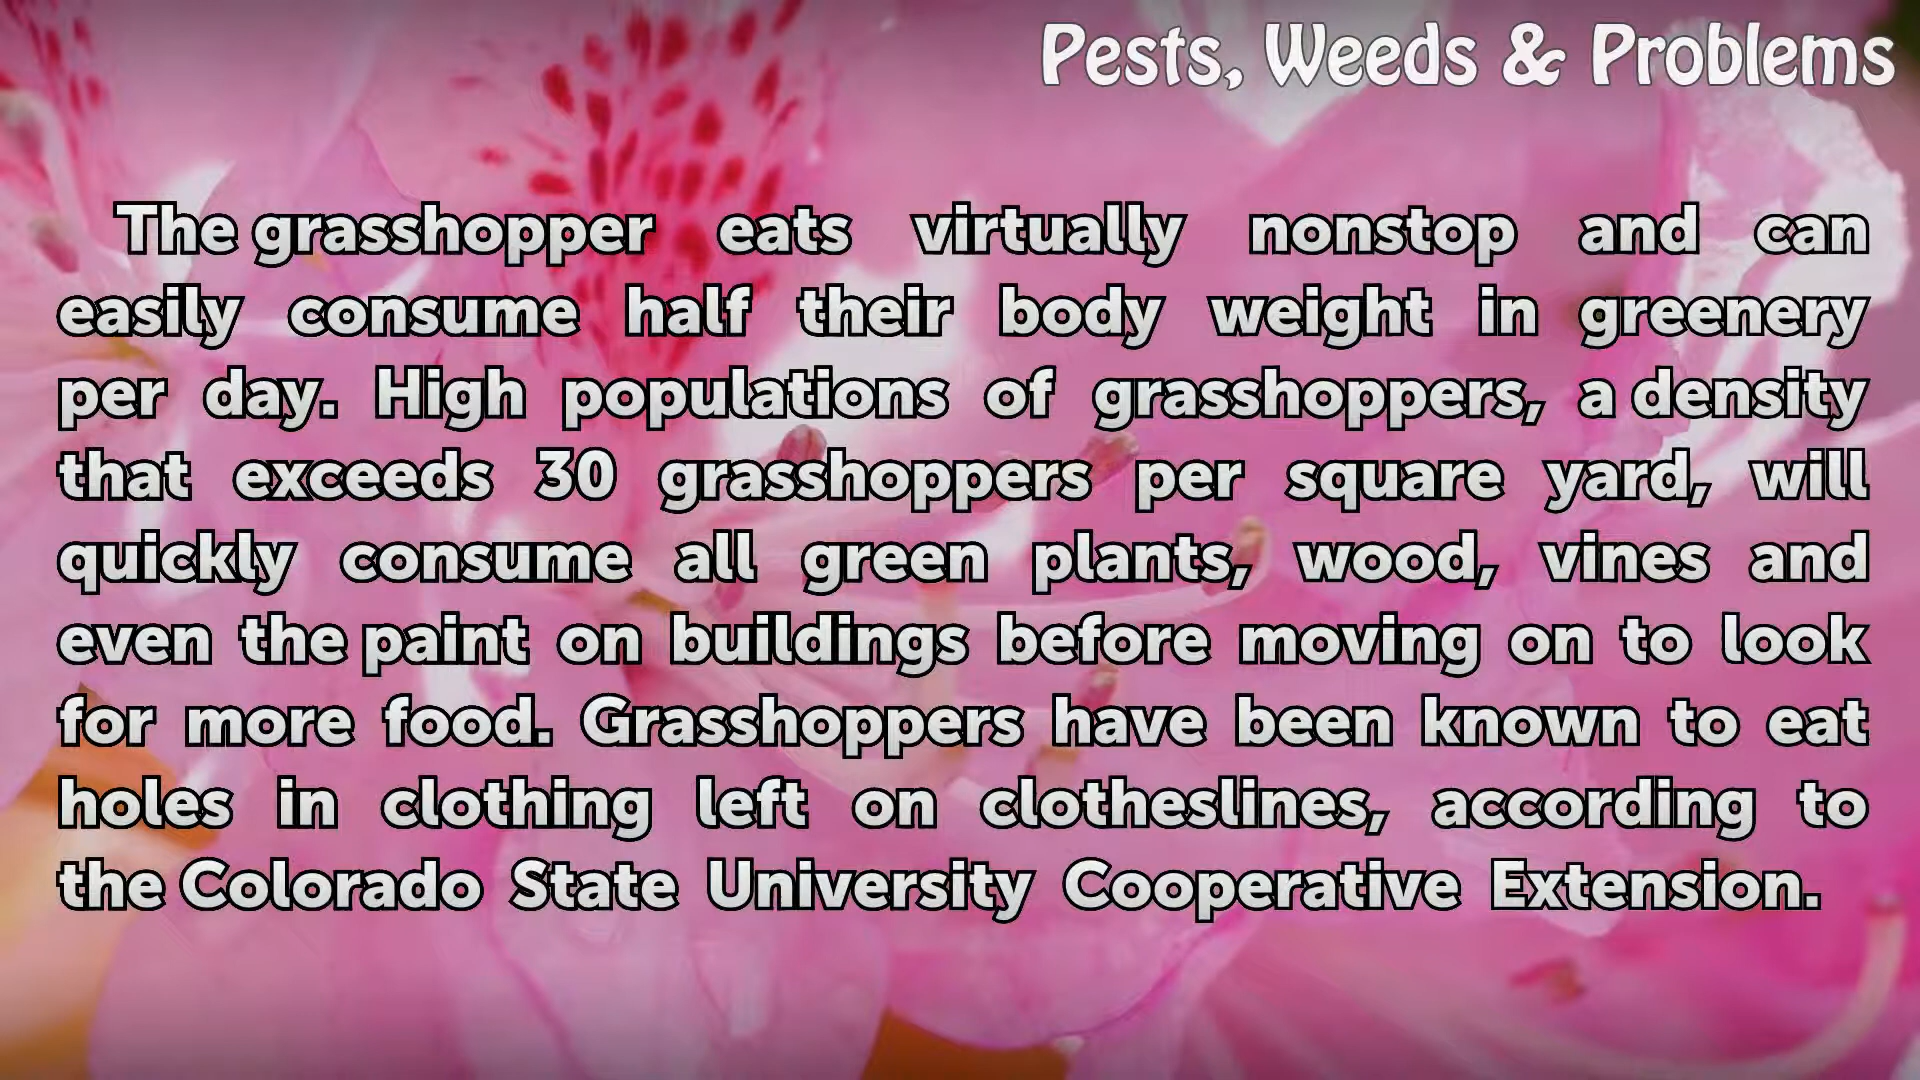 Pests, Weeds & Problems
The grasshopper eats virtually nonstop and can
easily consume half their body weight in greenery
per day. High populations of grasshoppers, a density
that exceeds 30 grasshoppers per square yard, will
quickly consume all green plants, wood, vines and
even the paint on buildings before moving on to look
for more food. Grasshoppers have been known to eat
holes in clothing left on clotheslines, according to
the Colorado State University Cooperative Extension.